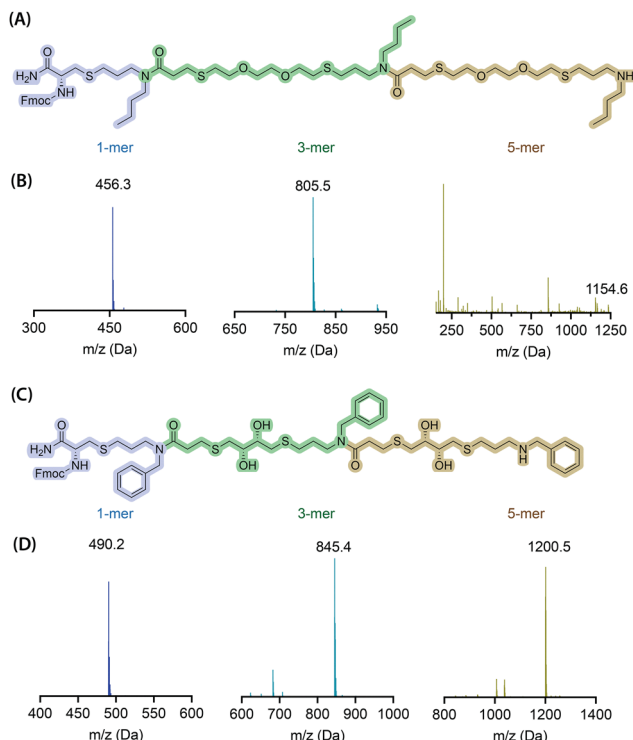 (A)
O
H₂N
S
N
O
S
O
O
S
N
O
S
O
O
S
NH
Fmoc
NH
1-mer
3-mer
5-mer
(B)
456.3
805.5
1154.6
300
450
600
650
750
850
950
250
500
750
1000
1250
m/z (Da)
m/z (Da)
m/z (Da)
(C)
O
H₂N
S
N
O
S
OH
OH
S
N
O
S
OH
OH
S
N
H
Fmoc
NH
1-mer
3-mer
5-mer
(D)
490.2
845.4
1200.5
400
450
500
550
600
600
700
800
900
1000
800
1000
1200
1400
m/z (Da)
m/z (Da)
m/z (Da)